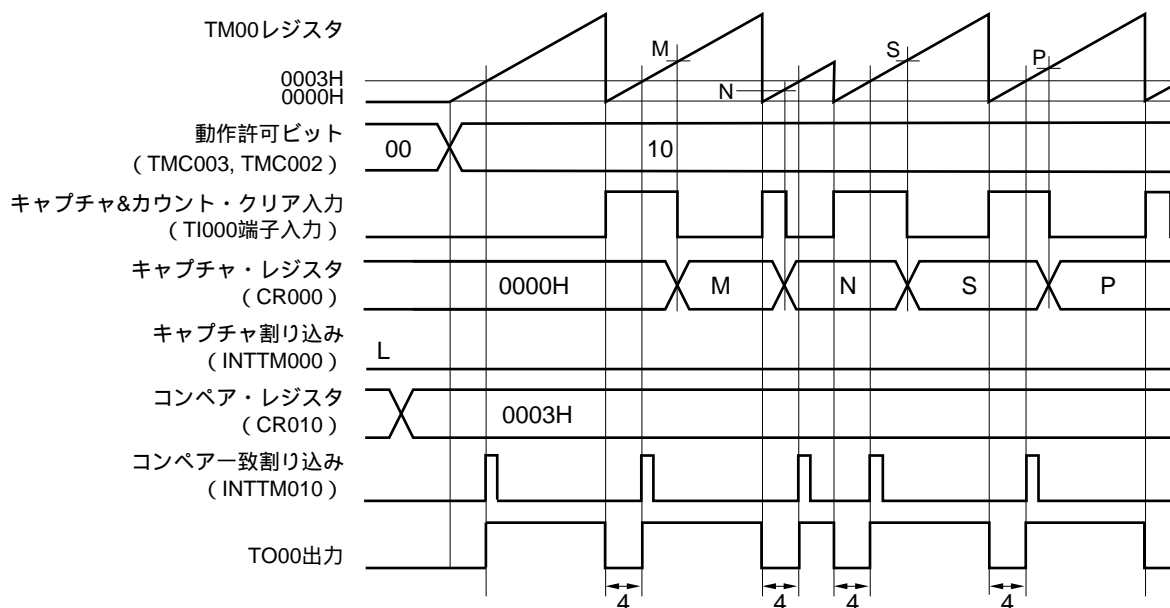 TM00レジスタ
M
S
P
0003H
N
0000H
動作許可ビット
(TMC003, TMC002)
00
10
キャプチャ&カウント・クリア入力
(TI000端子入力)
キャプチャ・レジスタ
(CR000)
0000H
M
N
S
P
キャプチャ割り込み
(INTTM000)
L
コンペア・レジスタ
(CR010)
0003H
コンペア一致割り込み
(INTTM010)
TO00出力
4
4
4
4